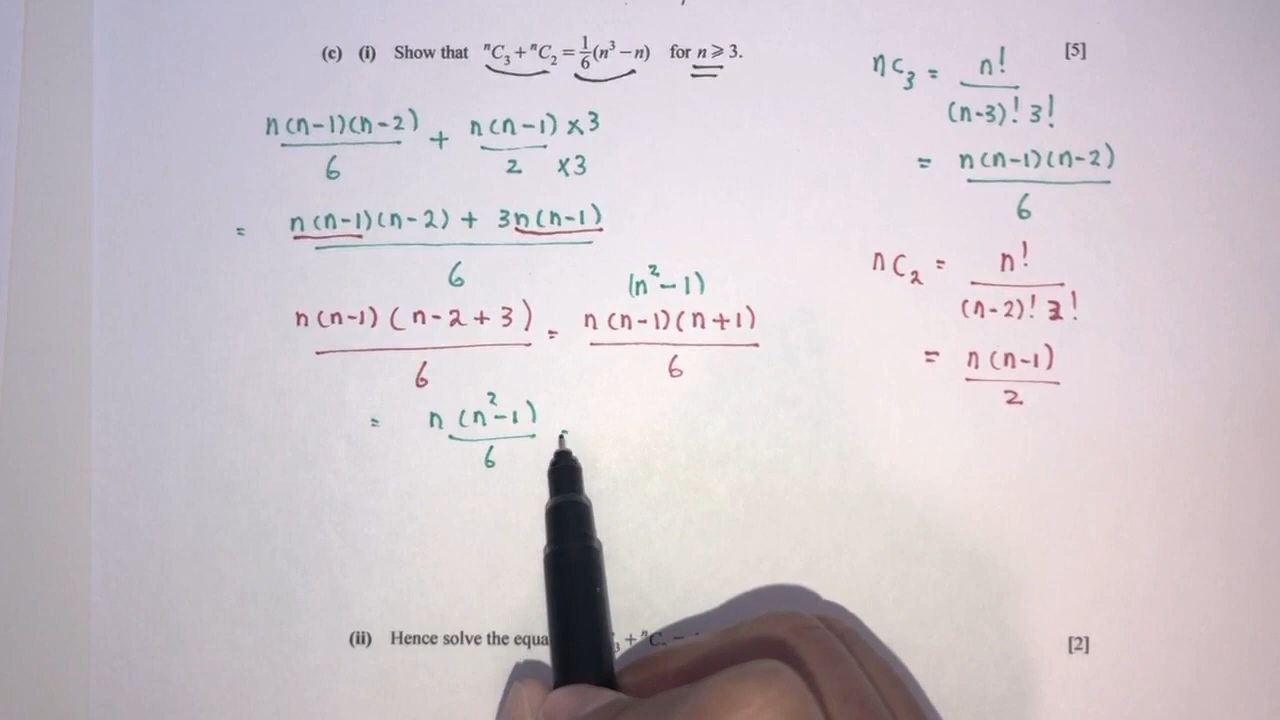 (c) (i) Show that ⁿC₃ + ⁿC₂ = 1/6(n³ − n) for n ⩾ 3. [5]
n(n-1)(n-2)/6 + n(n-1) ×3/2 ×3
= n(n-1)(n-2) + 3n(n-1)/6
(n²-1)
n(n-1)(n-2+3)/6 = n(n-1)(n+1)/6
= n(n²-1)/6
nC₃ = n!/(n-3)! 3!
= n(n-1)(n-2)/6
nC₂ = n!/(n-2)! 2!
= n(n-1)/2
(ii) Hence solve the [2]